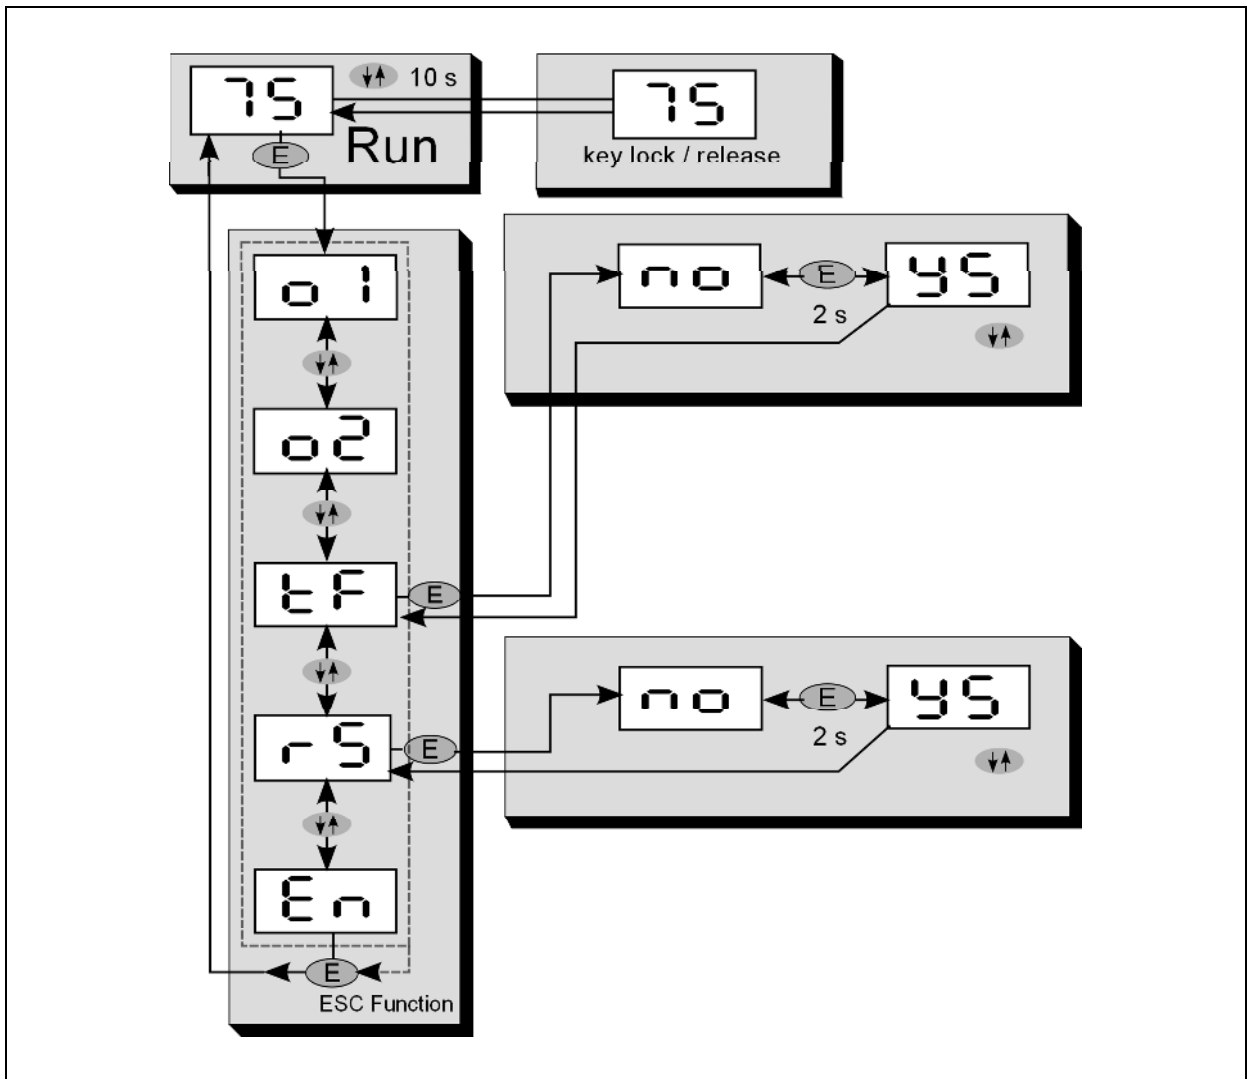 75
10 s
75
E
Run
key lock / release
o1
no
E
YS
2 s
o2
tF
E
no
E
YS
rS
E
2 s
En
E
ESC Function